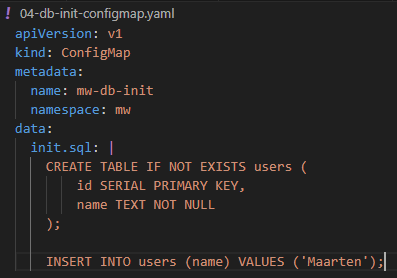 ! 04-db-init-configmap.yaml
apiVersion: v1
kind: ConfigMap
metadata:
  name: mw-db-init
  namespace: mw
data:
  init.sql: |
    CREATE TABLE IF NOT EXISTS users (
        id SERIAL PRIMARY KEY,
        name TEXT NOT NULL
    );

    INSERT INTO users (name) VALUES ('Maarten');